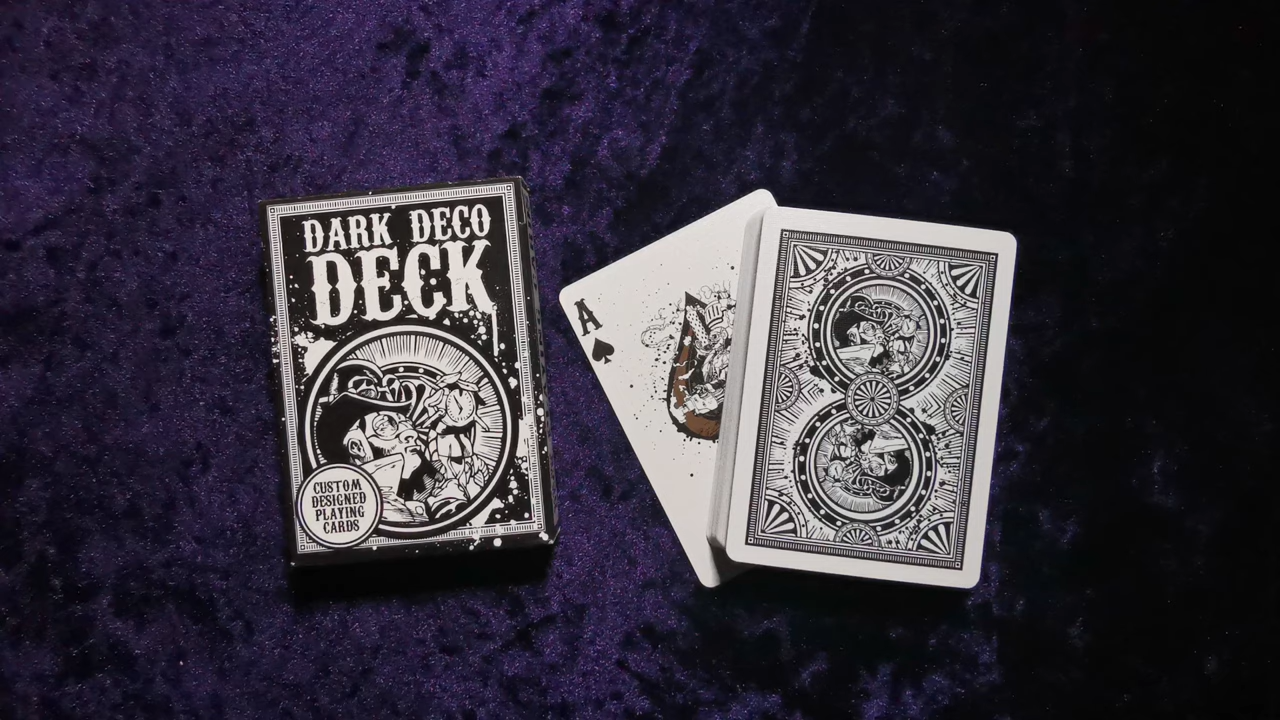 DARK DECO
DECK
CUSTOM
DESIGNED
PLAYING
CARDS
A